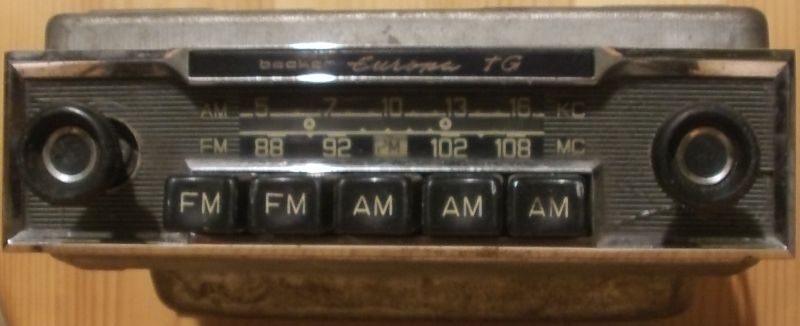 becker Europa TG
AM 5 7 10 13 16 KC
FM 88 92 FM 102 108 MC
FM FM AM AM AM